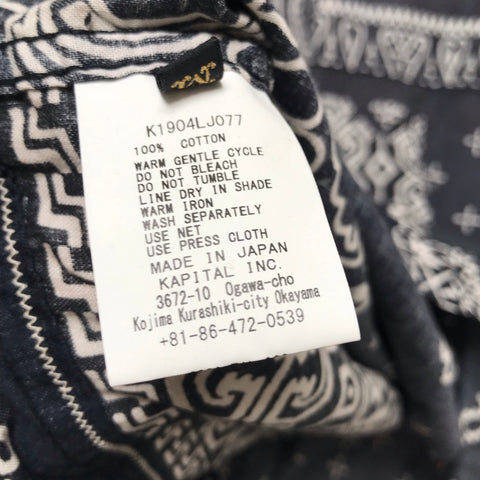 K1904LJ077
100% COTTON
WARM GENTLE CYCLE
DO NOT BLEACH
DO NOT TUMBLE
LINE DRY IN SHADE
WARM IRON
WASH SEPARATELY
USE NET
USE PRESS CLOTH
MADE IN JAPAN
KAPITAL INC.
3672-10 Ogawa-cho
Kojima Kurashiki-city Okayama
+81-86-472-0539